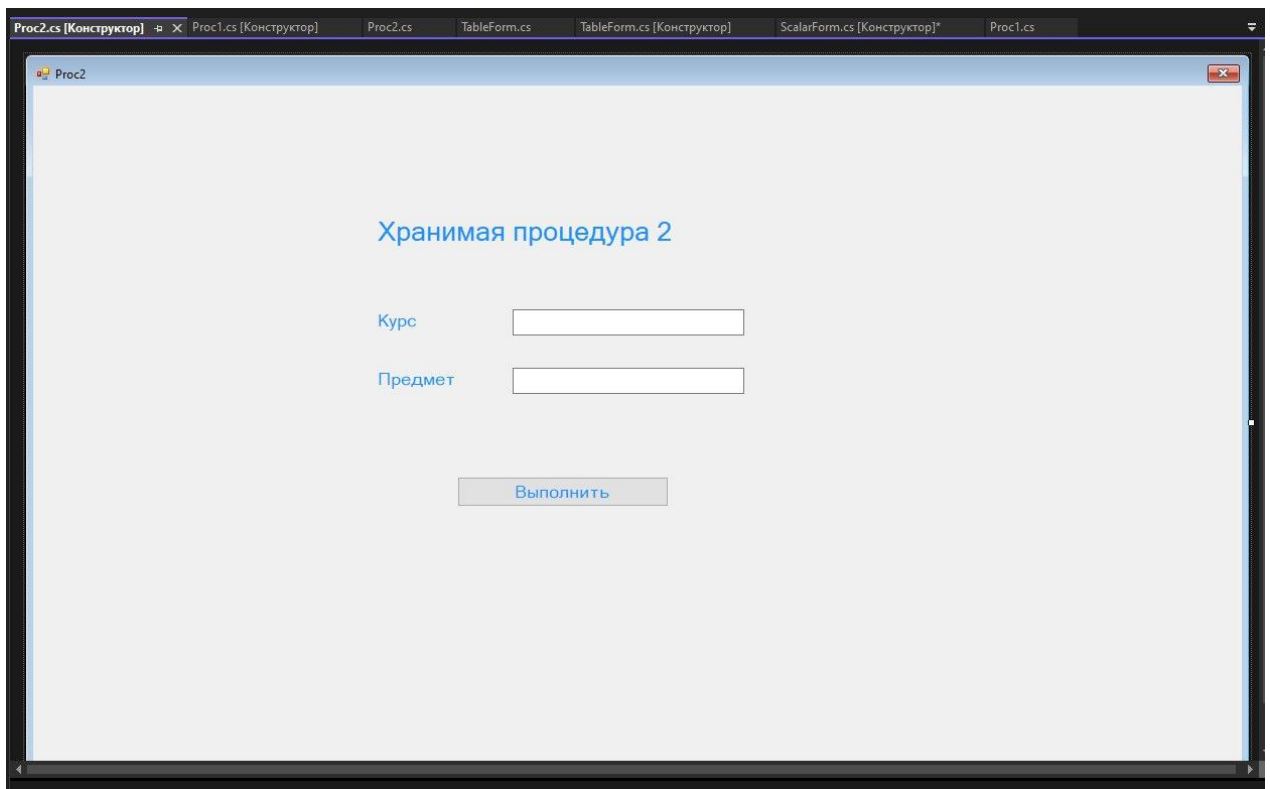 Proc2.cs [Конструктор] Proc1.cs [Конструктор] Proc2.cs TableForm.cs TableForm.cs [Конструктор] ScalarForm.cs [Конструктор]* Proc1.cs
Proc2
Хранимая процедура 2
Курс
Предмет
Выполнить